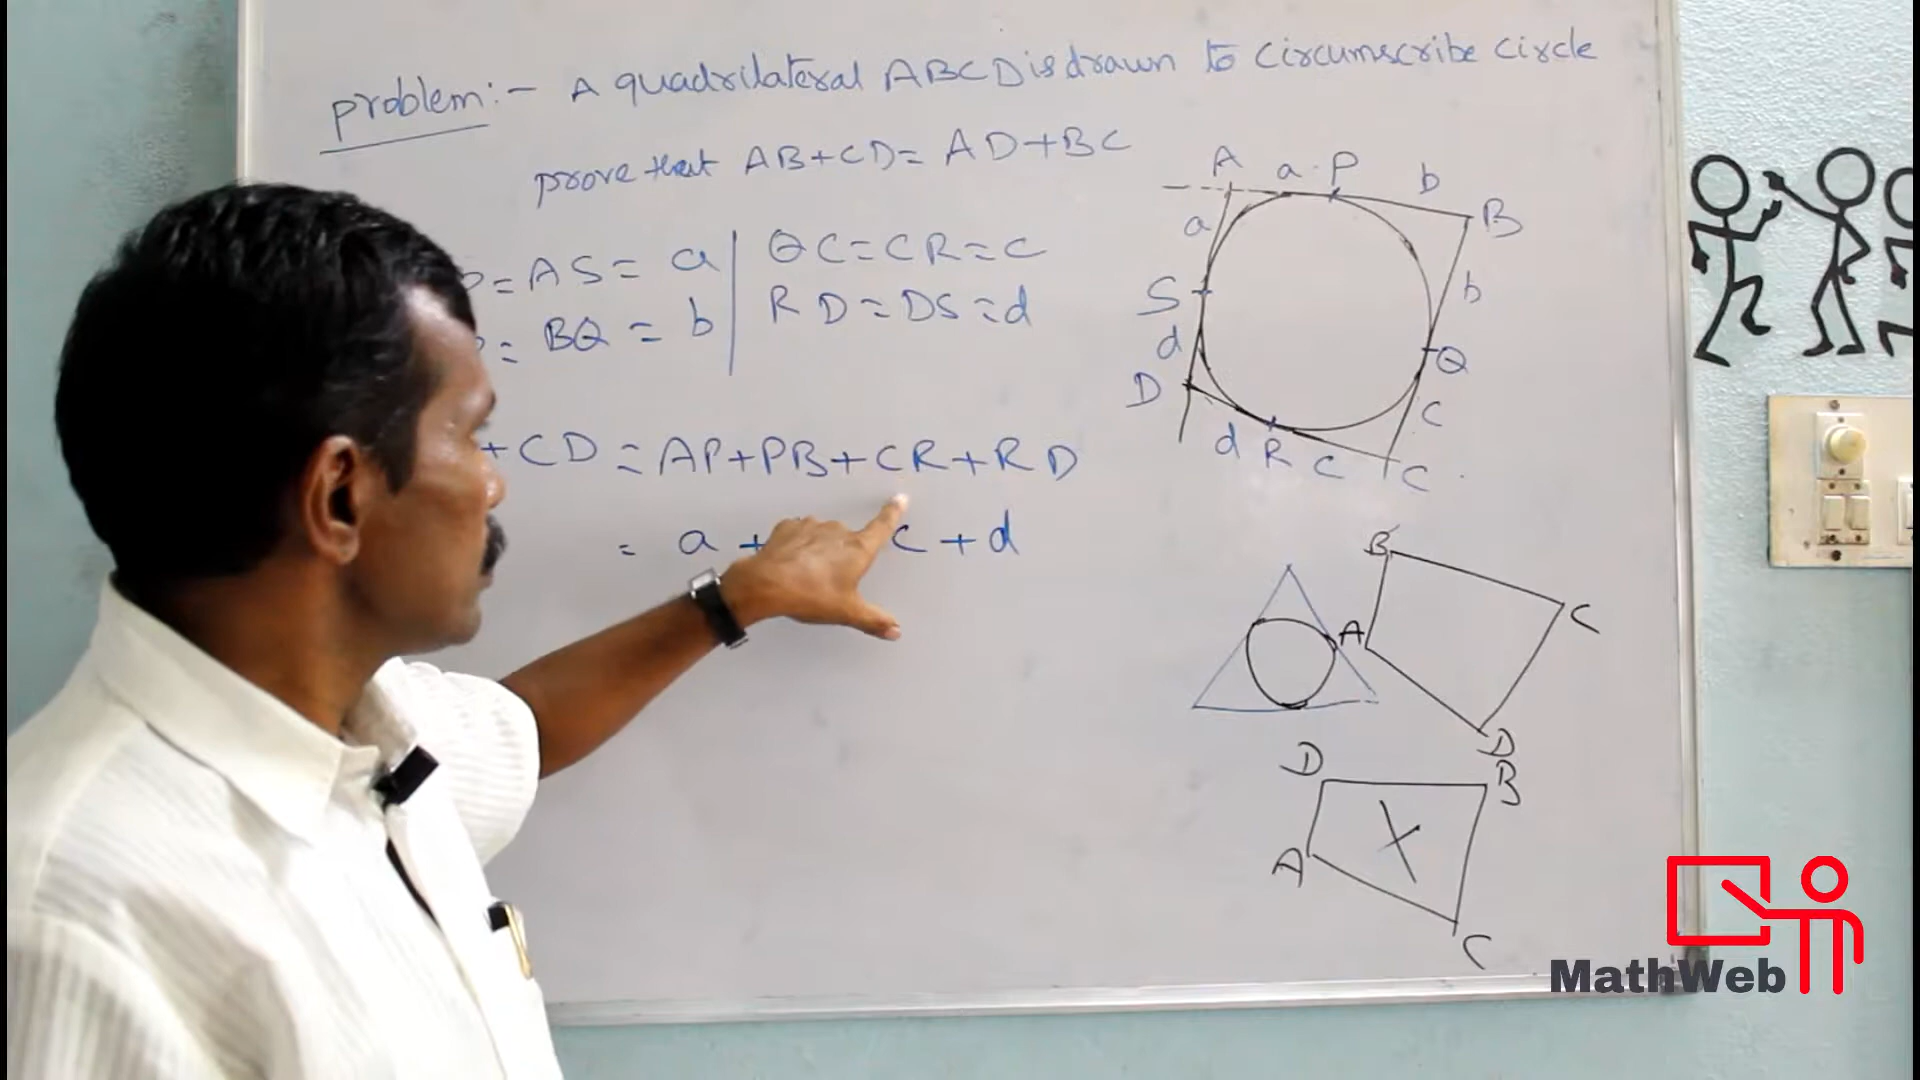 problem:- A quadrilateral ABCD is drawn to circumscribe circle
prove that AB+CD= AD+BC
=AS= a
QC=CR=C
= BQ = b
RD=DS=d
+CD =AP+PB+CR+RD
= a + c + d
A a P b
a B
S b
d Q
D C
d R C C
B
C
A
D
D B
X
A
C
MathWeb